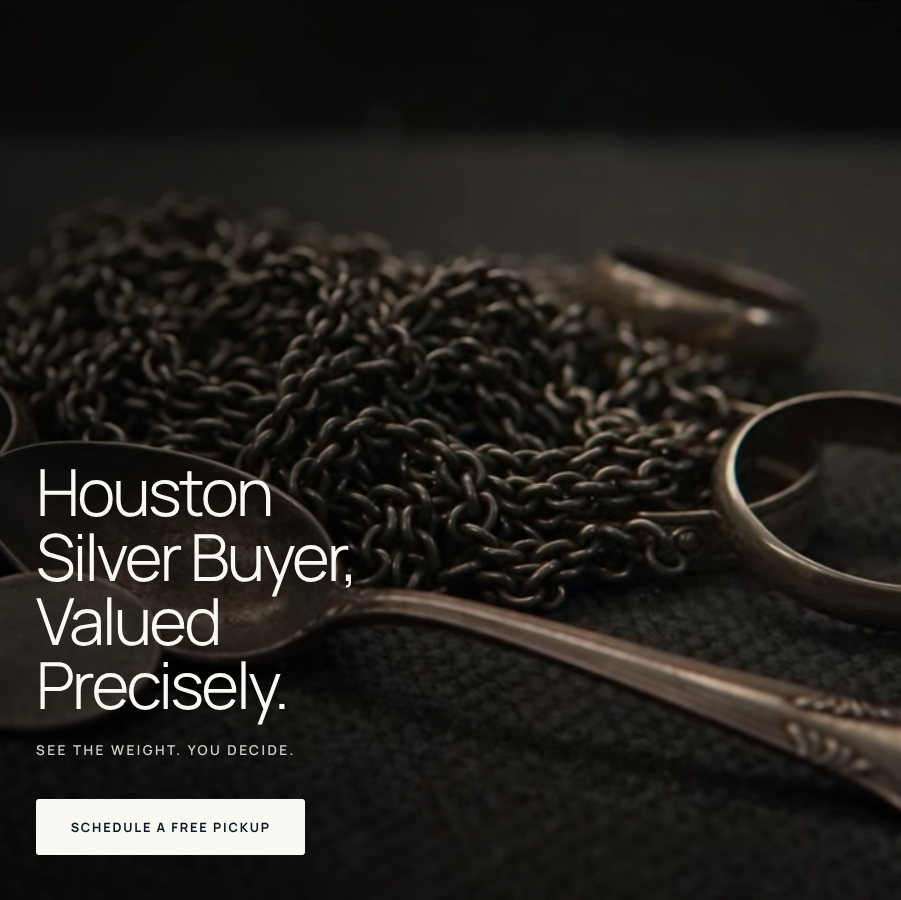 Houston
Silver Buyer,
Valued
Precisely.
SEE THE WEIGHT. YOU DECIDE.
SCHEDULE A FREE PICKUP